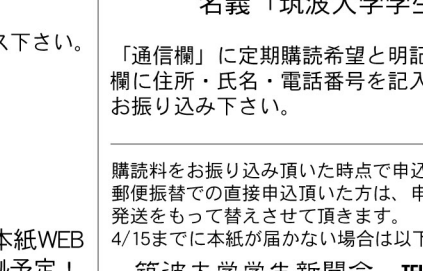 名義「筑波大学学生
「通信欄」に定期購読希望と明記
欄に住所・氏名・電話番号を記入
お振り込み下さい。
購読料をお振り込み頂いた時点で申込
郵便振替での直接申込頂いた方は、申
発送をもって替えさせて頂きます。
4/15までに本紙が届かない場合は以下
筑波大学学生新聞会 TEL
ス下さい。
本紙WEB
予定!